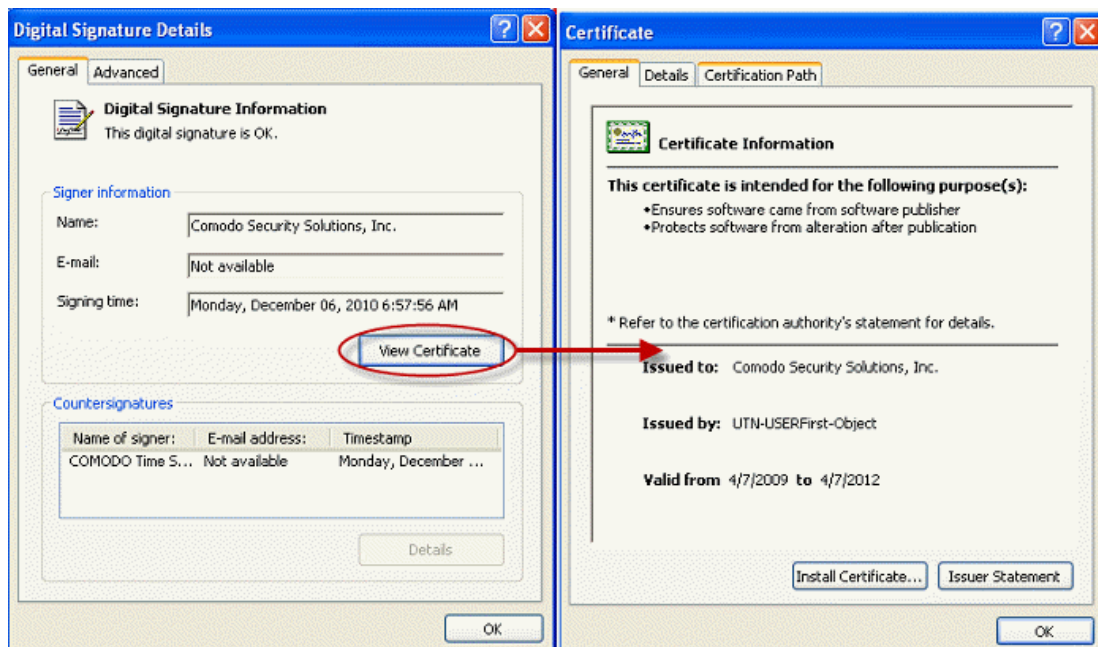 Digital Signature Details
General Advanced
Digital Signature Information
This digital signature is OK.
Signer information
Name: Comodo Security Solutions, Inc.
E-mail: Not available
Signing time: Monday, December 06, 2010 6:57:56 AM
View Certificate
Countersignatures
Name of signer: E-mail address: Timestamp
COMODO Time S... Not available Monday, December ...
Details
OK
Certificate
General Details Certification Path
Certificate Information
This certificate is intended for the following purpose(s):
•Ensures software came from software publisher
•Protects software from alteration after publication
* Refer to the certification authority's statement for details.
Issued to: Comodo Security Solutions, Inc.
Issued by: UTN-USERFirst-Object
Valid from 4/7/2009 to 4/7/2012
Install Certificate... Issuer Statement
OK